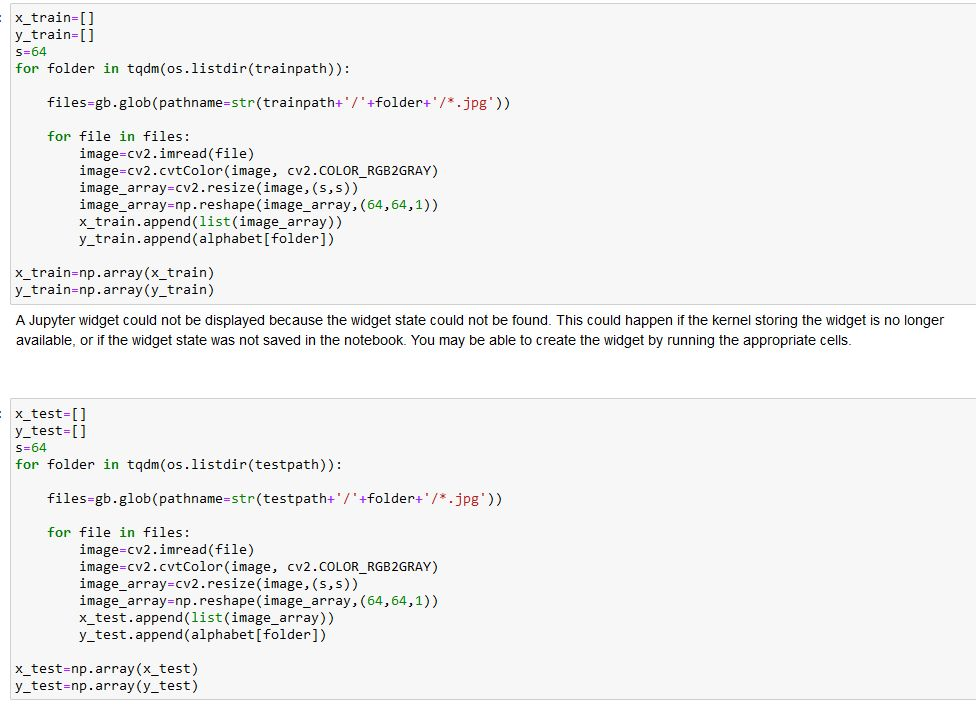 x_train=[]
y_train=[]
s=64
for folder in tqdm(os.listdir(trainpath)):
    files=gb.glob(pathname=str(trainpath+'/'+folder+'/*.jpg'))
    for file in files:
        image=cv2.imread(file)
        image=cv2.cvtColor(image, cv2.COLOR_RGB2GRAY)
        image_array=cv2.resize(image,(s,s))
        image_array=np.reshape(image_array,(64,64,1))
        x_train.append(list(image_array))
        y_train.append(alphabet[folder])
x_train=np.array(x_train)
y_train=np.array(y_train)
A Jupyter widget could not be displayed because the widget state could not be found. This could happen if the kernel storing the widget is no longer
available, or if the widget state was not saved in the notebook. You may be able to create the widget by running the appropriate cells.
x_test=[]
y_test=[]
s=64
for folder in tqdm(os.listdir(testpath)):
    files=gb.glob(pathname=str(testpath+'/'+folder+'/*.jpg'))
    for file in files:
        image=cv2.imread(file)
        image=cv2.cvtColor(image, cv2.COLOR_RGB2GRAY)
        image_array=cv2.resize(image,(s,s))
        image_array=np.reshape(image_array,(64,64,1))
        x_test.append(list(image_array))
        y_test.append(alphabet[folder])
x_test=np.array(x_test)
y_test=np.array(y_test)